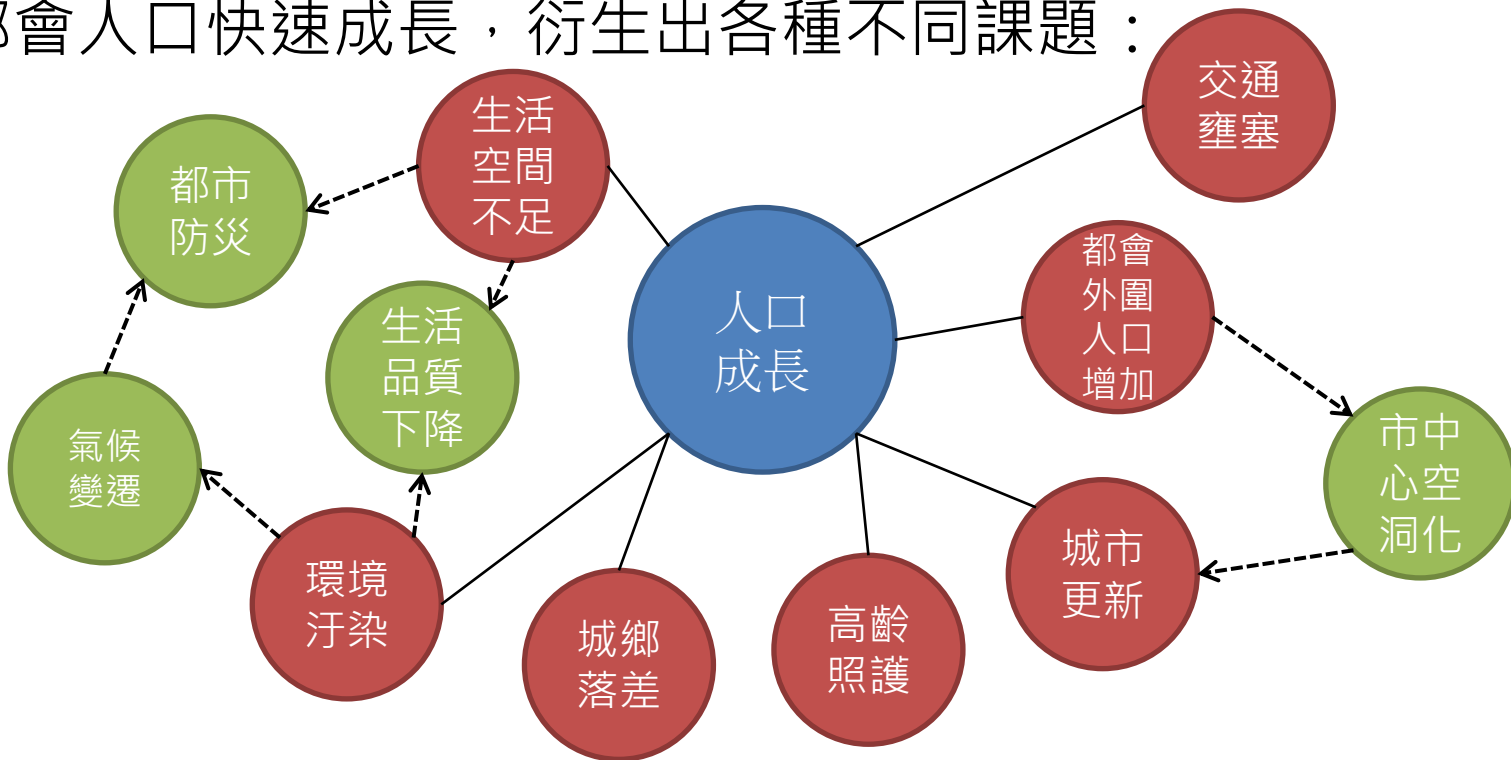 都會人口快速成長，衍生出各種不同課題：
交通
壅塞
生活
空間
不足
都市
防災
都會
外圍
人口
增加
人口
成長
生活
品質
下降
市中
心空
洞化
氣候
變遷
環境
汙染
城市
更新
高齡
照護
城鄉
落差